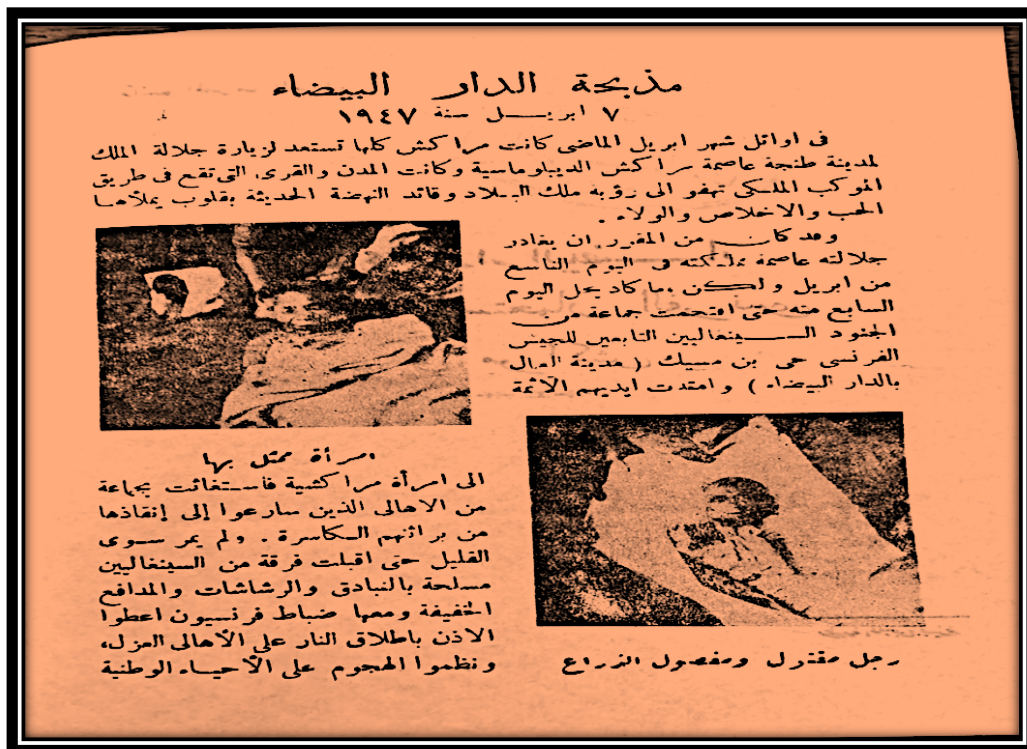 مذبحة الدار البيضاء
٧ ابريل سنة ١٩٤٧
فى اوائل شهر ابريل الماضى كانت مراكش كلها تستعد لزيارة جلالة الملك
لمدينة طنجة عاصمة مراكش الديبلوماسية وكانت المدن والقرى التى تقع فى طريق
الموكب الملكى تهفو الى رؤية ملك البلاد وقائد النهضة الحديثة بقلوب يملأها
الحب والاخلاص والولاء .
وقد كان من المقرر ان يغادر
جلالته عاصمة مملكته فى اليوم التاسع
من ابريل ولكن ما كاد يحل اليوم
السابع منه حتى اقتحمت جماعة من
الجنود السينغاليين التابعين للجيش
الفرنسى حى بن مسيك ( مدينة العمال
بالدار البيضاء ) وامتدت ايديهم الآثمة
امرأة ممثل بها
الى امرأة مراكشية فاستغاثت بجماعة
من الاهالى الذين سارعوا إلى إنقاذها
من براثنهم الكاسرة . ولم يمر سوى
القليل حتى اقبلت فرقة من السينغاليين
مسلحة بالبنادق والرشاشات والمدافع
الخفيفة ومعها ضباط فرنسيون اعطوا
الاذن باطلاق النار على الأهالى العزل،
ونظموا الهجوم على الأحياء الوطنية
رجل مقتول ومفصول الذراع